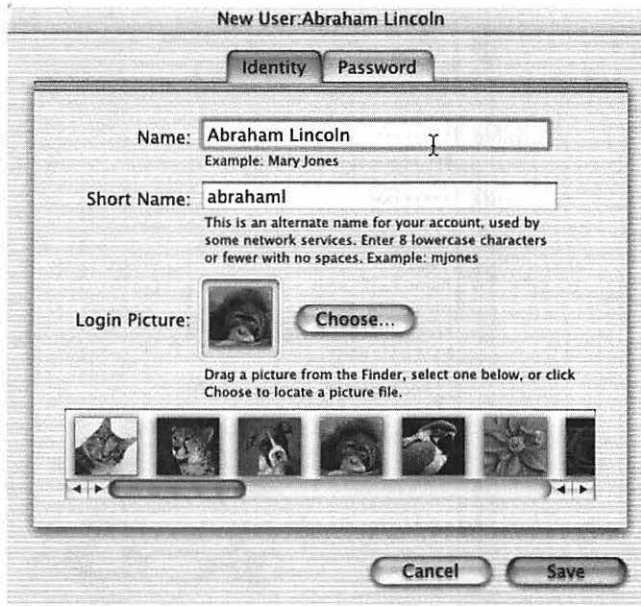 New User:Abraham Lincoln
Identity Password
Name: Abraham Lincoln
Example: Mary Jones
Short Name: abrahaml
This is an alternate name for your account, used by
some network services. Enter 8 lowercase characters
or fewer with no spaces. Example: mjones
Login Picture: Choose...
Drag a picture from the Finder, select one below, or click
Choose to locate a picture file.
Cancel Save